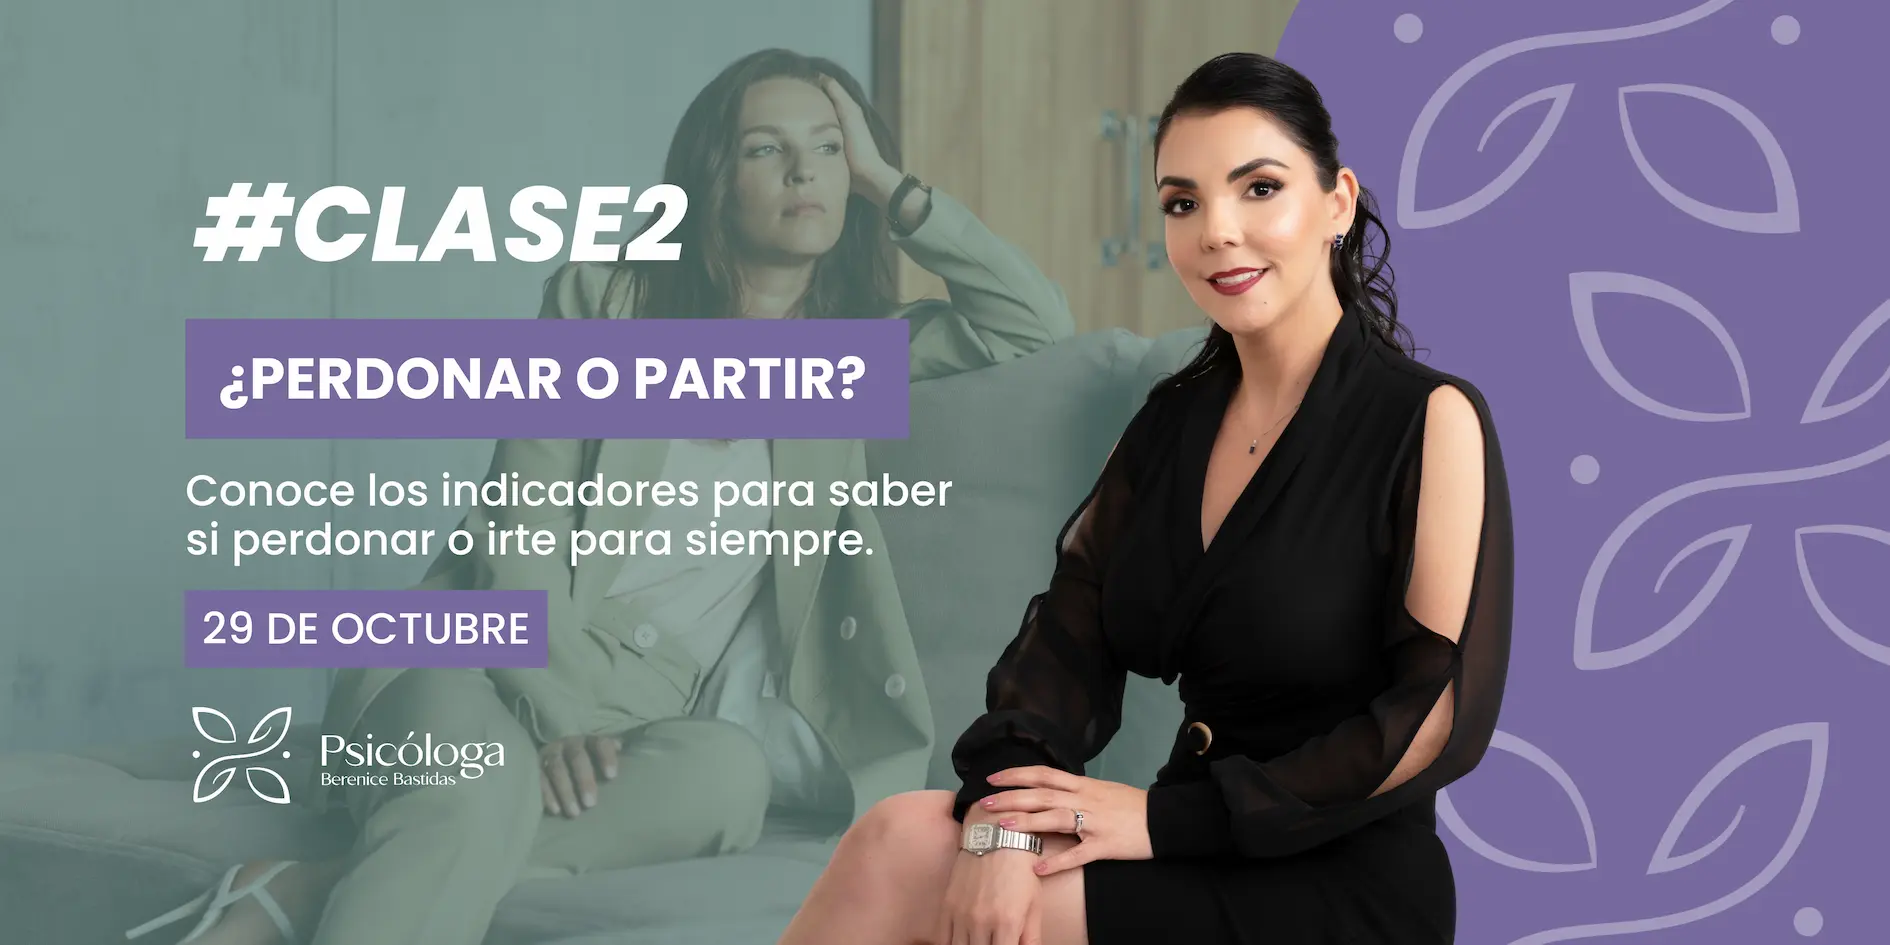 #CLASE2
¿PERDONAR O PARTIR?
Conoce los indicadores para saber
si perdonar o irte para siempre.
29 DE OCTUBRE
Psicóloga
Berenice Bastidas